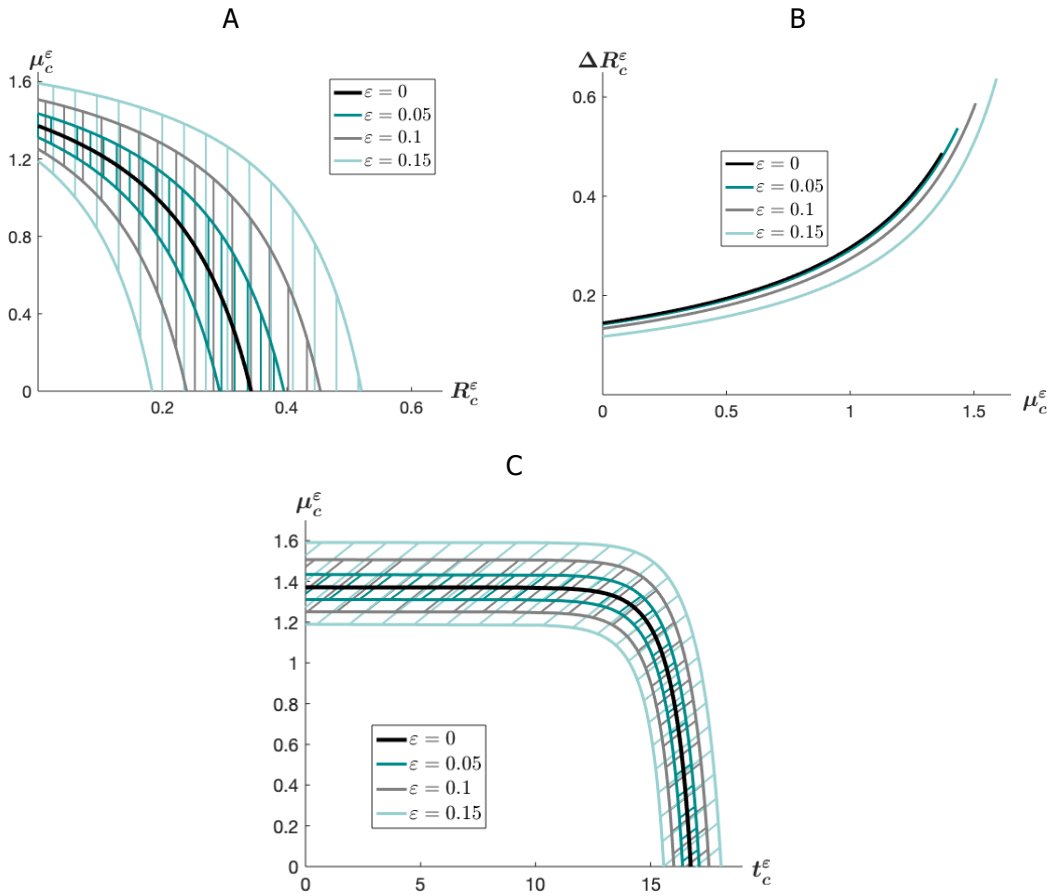 A
μ_c^ε
1.6
1.2
0.8
0.4
0
0.2
0.4
0.6
R_c^ε
ε = 0
ε = 0.05
ε = 0.1
ε = 0.15
B
ΔR_c^ε
0.6
0.4
0.2
0
0.5
1
1.5
μ_c^ε
ε = 0
ε = 0.05
ε = 0.1
ε = 0.15
C
μ_c^ε
1.6
1.4
1.2
1
0.8
0.6
0.4
0.2
0
0
5
10
15
t_c^ε
ε = 0
ε = 0.05
ε = 0.1
ε = 0.15